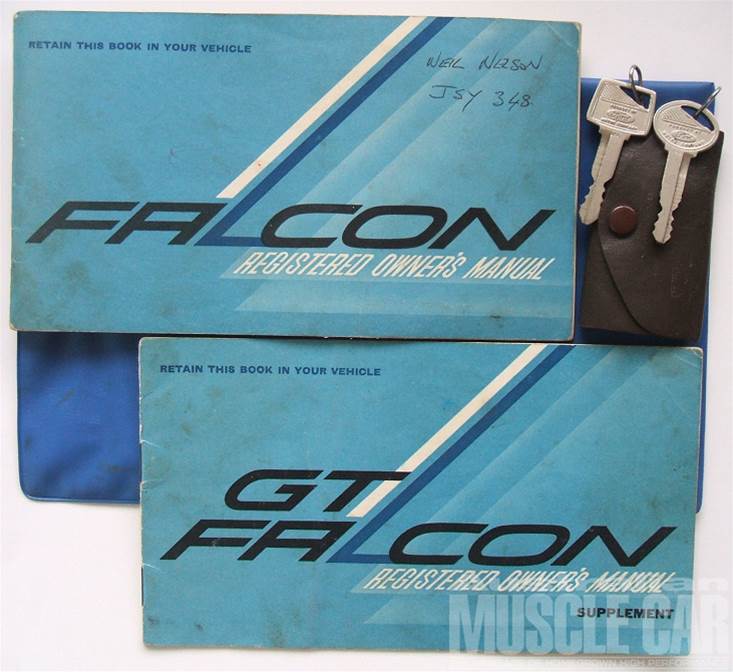 RETAIN THIS BOOK IN YOUR VEHICLE
NEIL NELSON
JSY 348
FALCON
REGISTERED OWNER'S MANUAL
RETAIN THIS BOOK IN YOUR VEHICLE
GT
FALCON
REGISTERED OWNER'S MANUAL
SUPPLEMENT
MUSCLE CAR